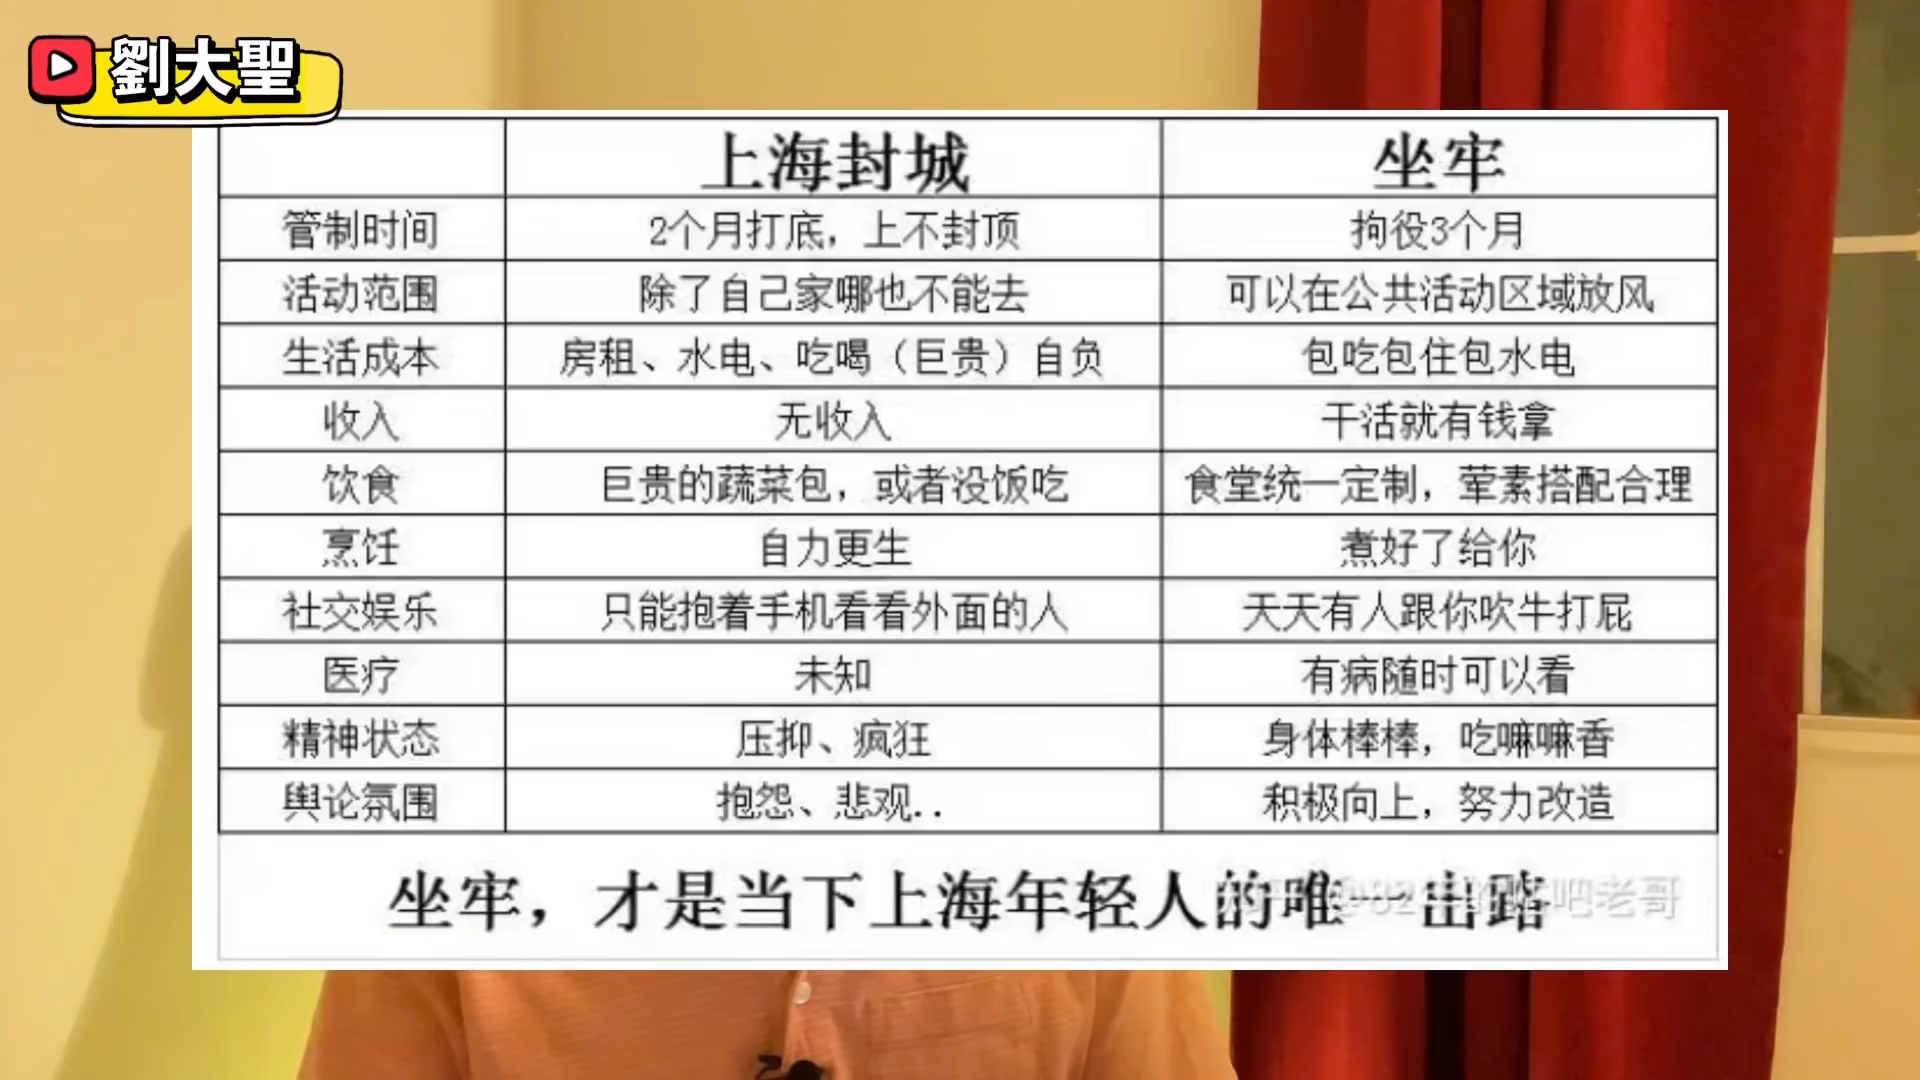 劉大聖
上海封城 坐牢
管制时间 2个月打底，上不封顶 拘役3个月
活动范围 除了自己家哪也不能去 可以在公共活动区域放风
生活成本 房租、水电、吃喝（巨贵）自负 包吃包住包水电
收入 无收入 干活就有钱拿
饮食 巨贵的蔬菜包，或者没饭吃 食堂统一定制，荤素搭配合理
烹饪 自力更生 煮好了给你
社交娱乐 只能抱着手机看看外面的人 天天有人跟你吹牛打屁
医疗 未知 有病随时可以看
精神状态 压抑、疯狂 身体棒棒，吃嘛嘛香
舆论氛围 抱怨、悲观.. 积极向上，努力改造
坐牢，才是当下上海年轻人的唯一出路
吧老哥